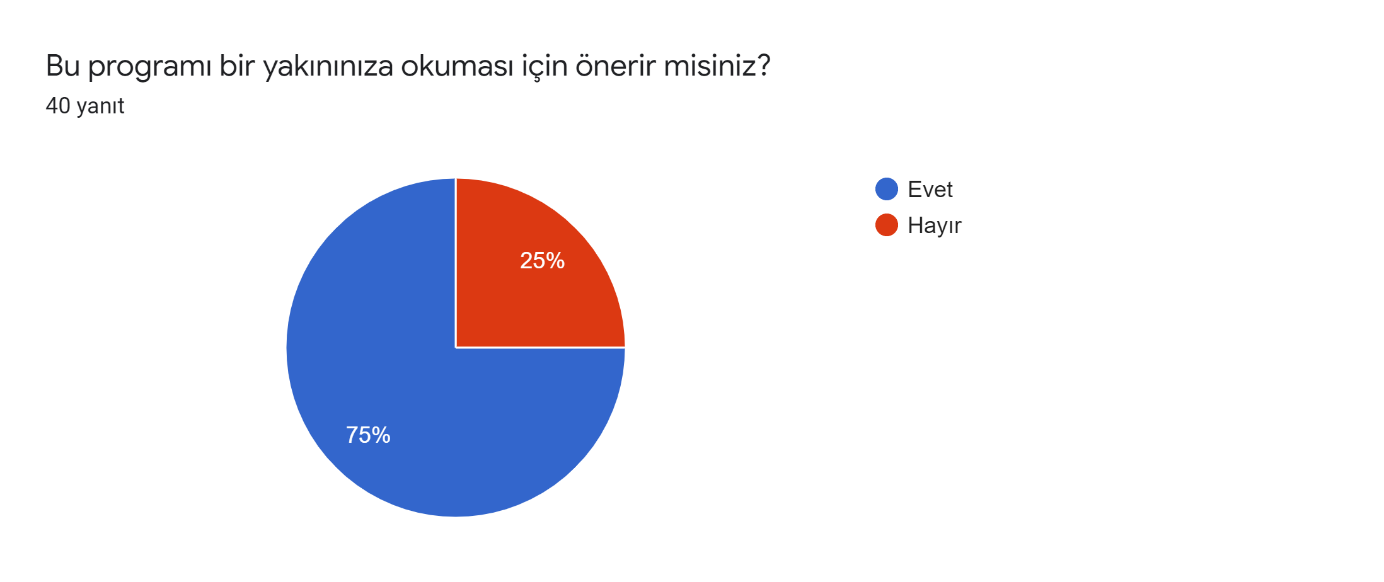 Bu programı bir yakınınıza okuması için önerir misiniz?
40 yanıt
Evet
Hayır
25%
75%